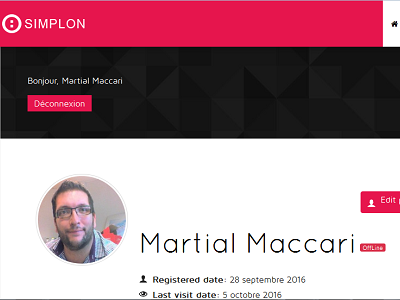 SIMPLON
Bonjour, Martial Maccari
Déconnexion
Edit
Martial Maccari OffLine
Registered date: 28 septembre 2016
Last visit date: 5 octobre 2016